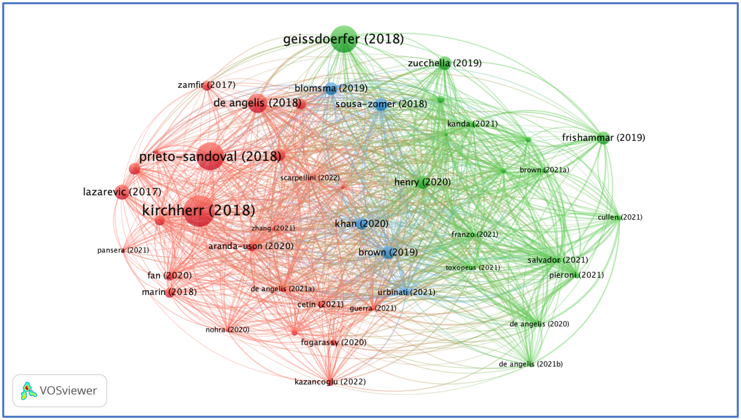 geissdoerfer (2018)
zucchella (2019)
zamfir (2017)
blomsma (2019)
de angelis (2018)
sousa-zomer (2018)
kanda (2021)
frishammar (2019)
prieto-sandoval (2018)
brown (2021a)
scarpellini (2022)
henry (2020)
lazarevic (2017)
kirchherr (2018)
cullen (2021)
khan (2020)
zhang (2021)
franzo (2021)
aranda-uson (2020)
pansera (2021)
brown (2019)
salvador (2021)
toxopeus (2021)
fan (2020)
pieroni (2021)
de angelis (2021a)
marin (2018)
urbinati (2021)
cetin (2021)
guerra (2021)
de angelis (2020)
nohra (2020)
fogarassy (2020)
de angelis (2021b)
kazancoglu (2022)
VOSviewer